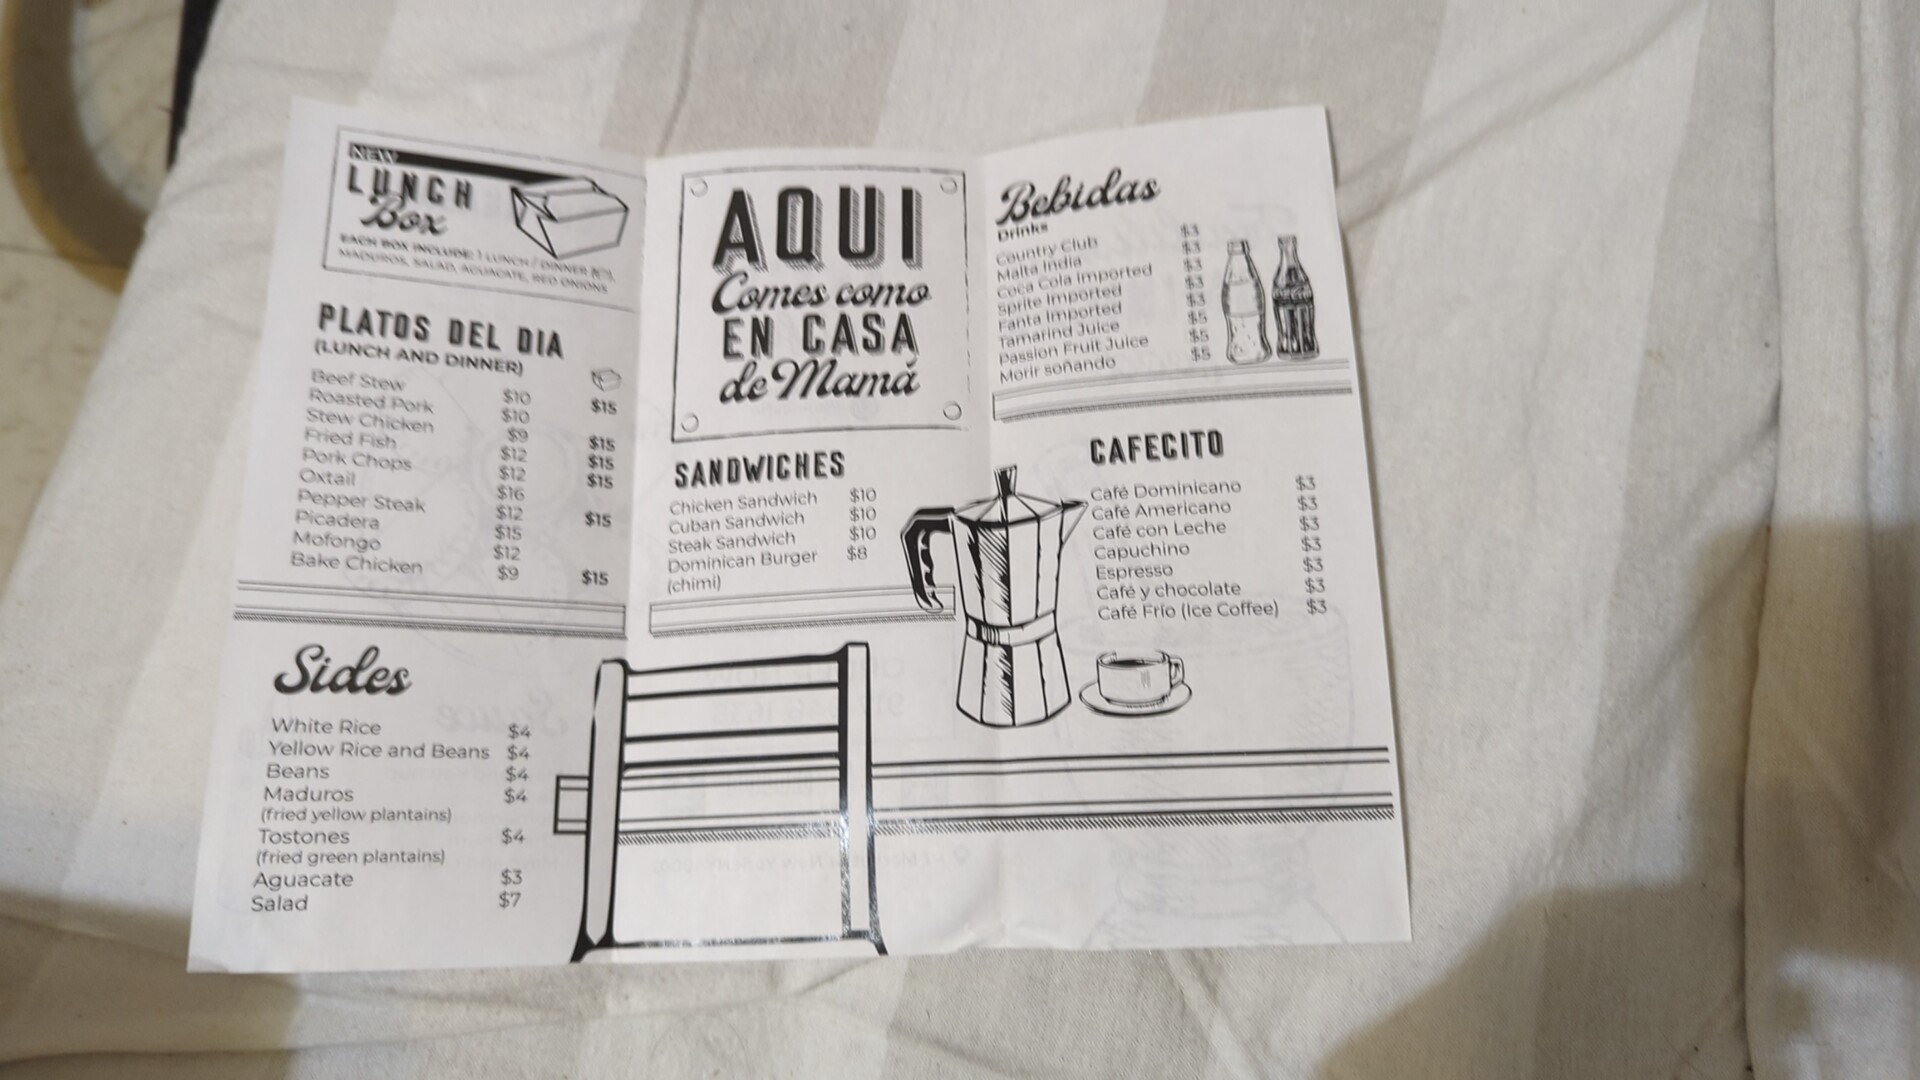 NEW
LUNCH
Box
EACH BOX INCLUDE: 1 LUNCH / DINNER
MADUROS, SALAD, AGUACATE, RED ONIONS
PLATOS DEL DIA
(LUNCH AND DINNER)
Beef Stew $10 $15
Roasted Pork $10
Stew Chicken $9 $15
Fried Fish $12 $15
Pork Chops $12 $15
Oxtail $16
Pepper Steak $12 $15
Picadera $15
Mofongo $12
Bake Chicken $9 $15
Sides
White Rice $4
Yellow Rice and Beans $4
Beans $4
Maduros $4
(fried yellow plantains)
Tostones $4
(fried green plantains)
Aguacate $3
Salad $7
AQUI
Comes como
EN CASA
de Mamá
SANDWICHES
Chicken Sandwich $10
Cuban Sandwich $10
Steak Sandwich $10
Dominican Burger $8
(chimi)
Bebidas
Drinks $3
Country Club $3
Malta India $3
Coca Cola Imported $3
Sprite Imported $3
Fanta Imported $5
Tamarind Juice $5
Passion Fruit Juice $5
Morir soñando
CAFECITO
Café Dominicano $3
Café Americano $3
Café con Leche $3
Capuchino $3
Espresso $3
Café y chocolate $3
Café Frío (Ice Coffee) $3